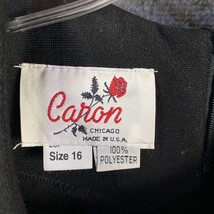 Caron
CHICAGO
MADE IN U.S.A.
Size 16
100%
POLYESTER